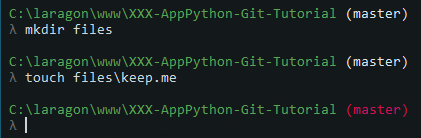 C:\laragon\www\XXX-AppPython-Git-Tutorial (master)
λ mkdir files
C:\laragon\www\XXX-AppPython-Git-Tutorial (master)
λ touch files\keep.me
C:\laragon\www\XXX-AppPython-Git-Tutorial (master)
λ